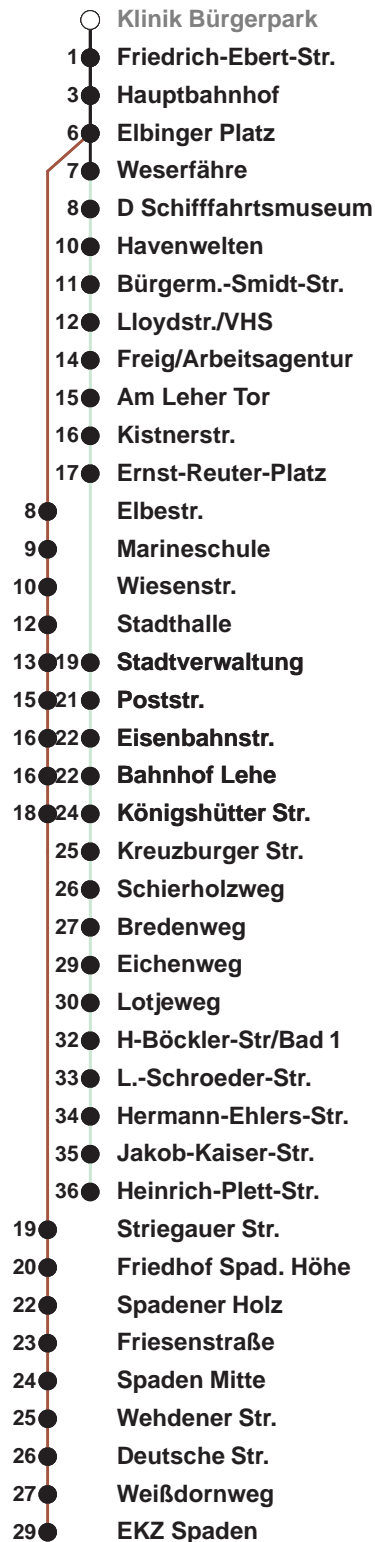 Klinik Bürgerpark
1 Friedrich-Ebert-Str.
3 Hauptbahnhof
6 Elbinger Platz
7 Weserfähre
8 D Schifffahrtsmuseum
10 Havenwelten
11 Bürgerm.-Smidt-Str.
12 Lloydstr./VHS
14 Freig/Arbeitsagentur
15 Am Leher Tor
16 Kistnerstr.
17 Ernst-Reuter-Platz
8 Elbestr.
9 Marineschule
10 Wiesenstr.
12 Stadthalle
13 19 Stadtverwaltung
15 21 Poststr.
16 22 Eisenbahnstr.
16 22 Bahnhof Lehe
18 24 Königshütter Str.
25 Kreuzburger Str.
26 Schierholzweg
27 Bredenweg
29 Eichenweg
30 Lotjeweg
32 H-Böckler-Str/Bad 1
33 L.-Schroeder-Str.
34 Hermann-Ehlers-Str.
35 Jakob-Kaiser-Str.
36 Heinrich-Plett-Str.
19 Striegauer Str.
20 Friedhof Spad. Höhe
22 Spadener Holz
23 Friesenstraße
24 Spaden Mitte
25 Wehdener Str.
26 Deutsche Str.
27 Weißdornweg
29 EKZ Spaden